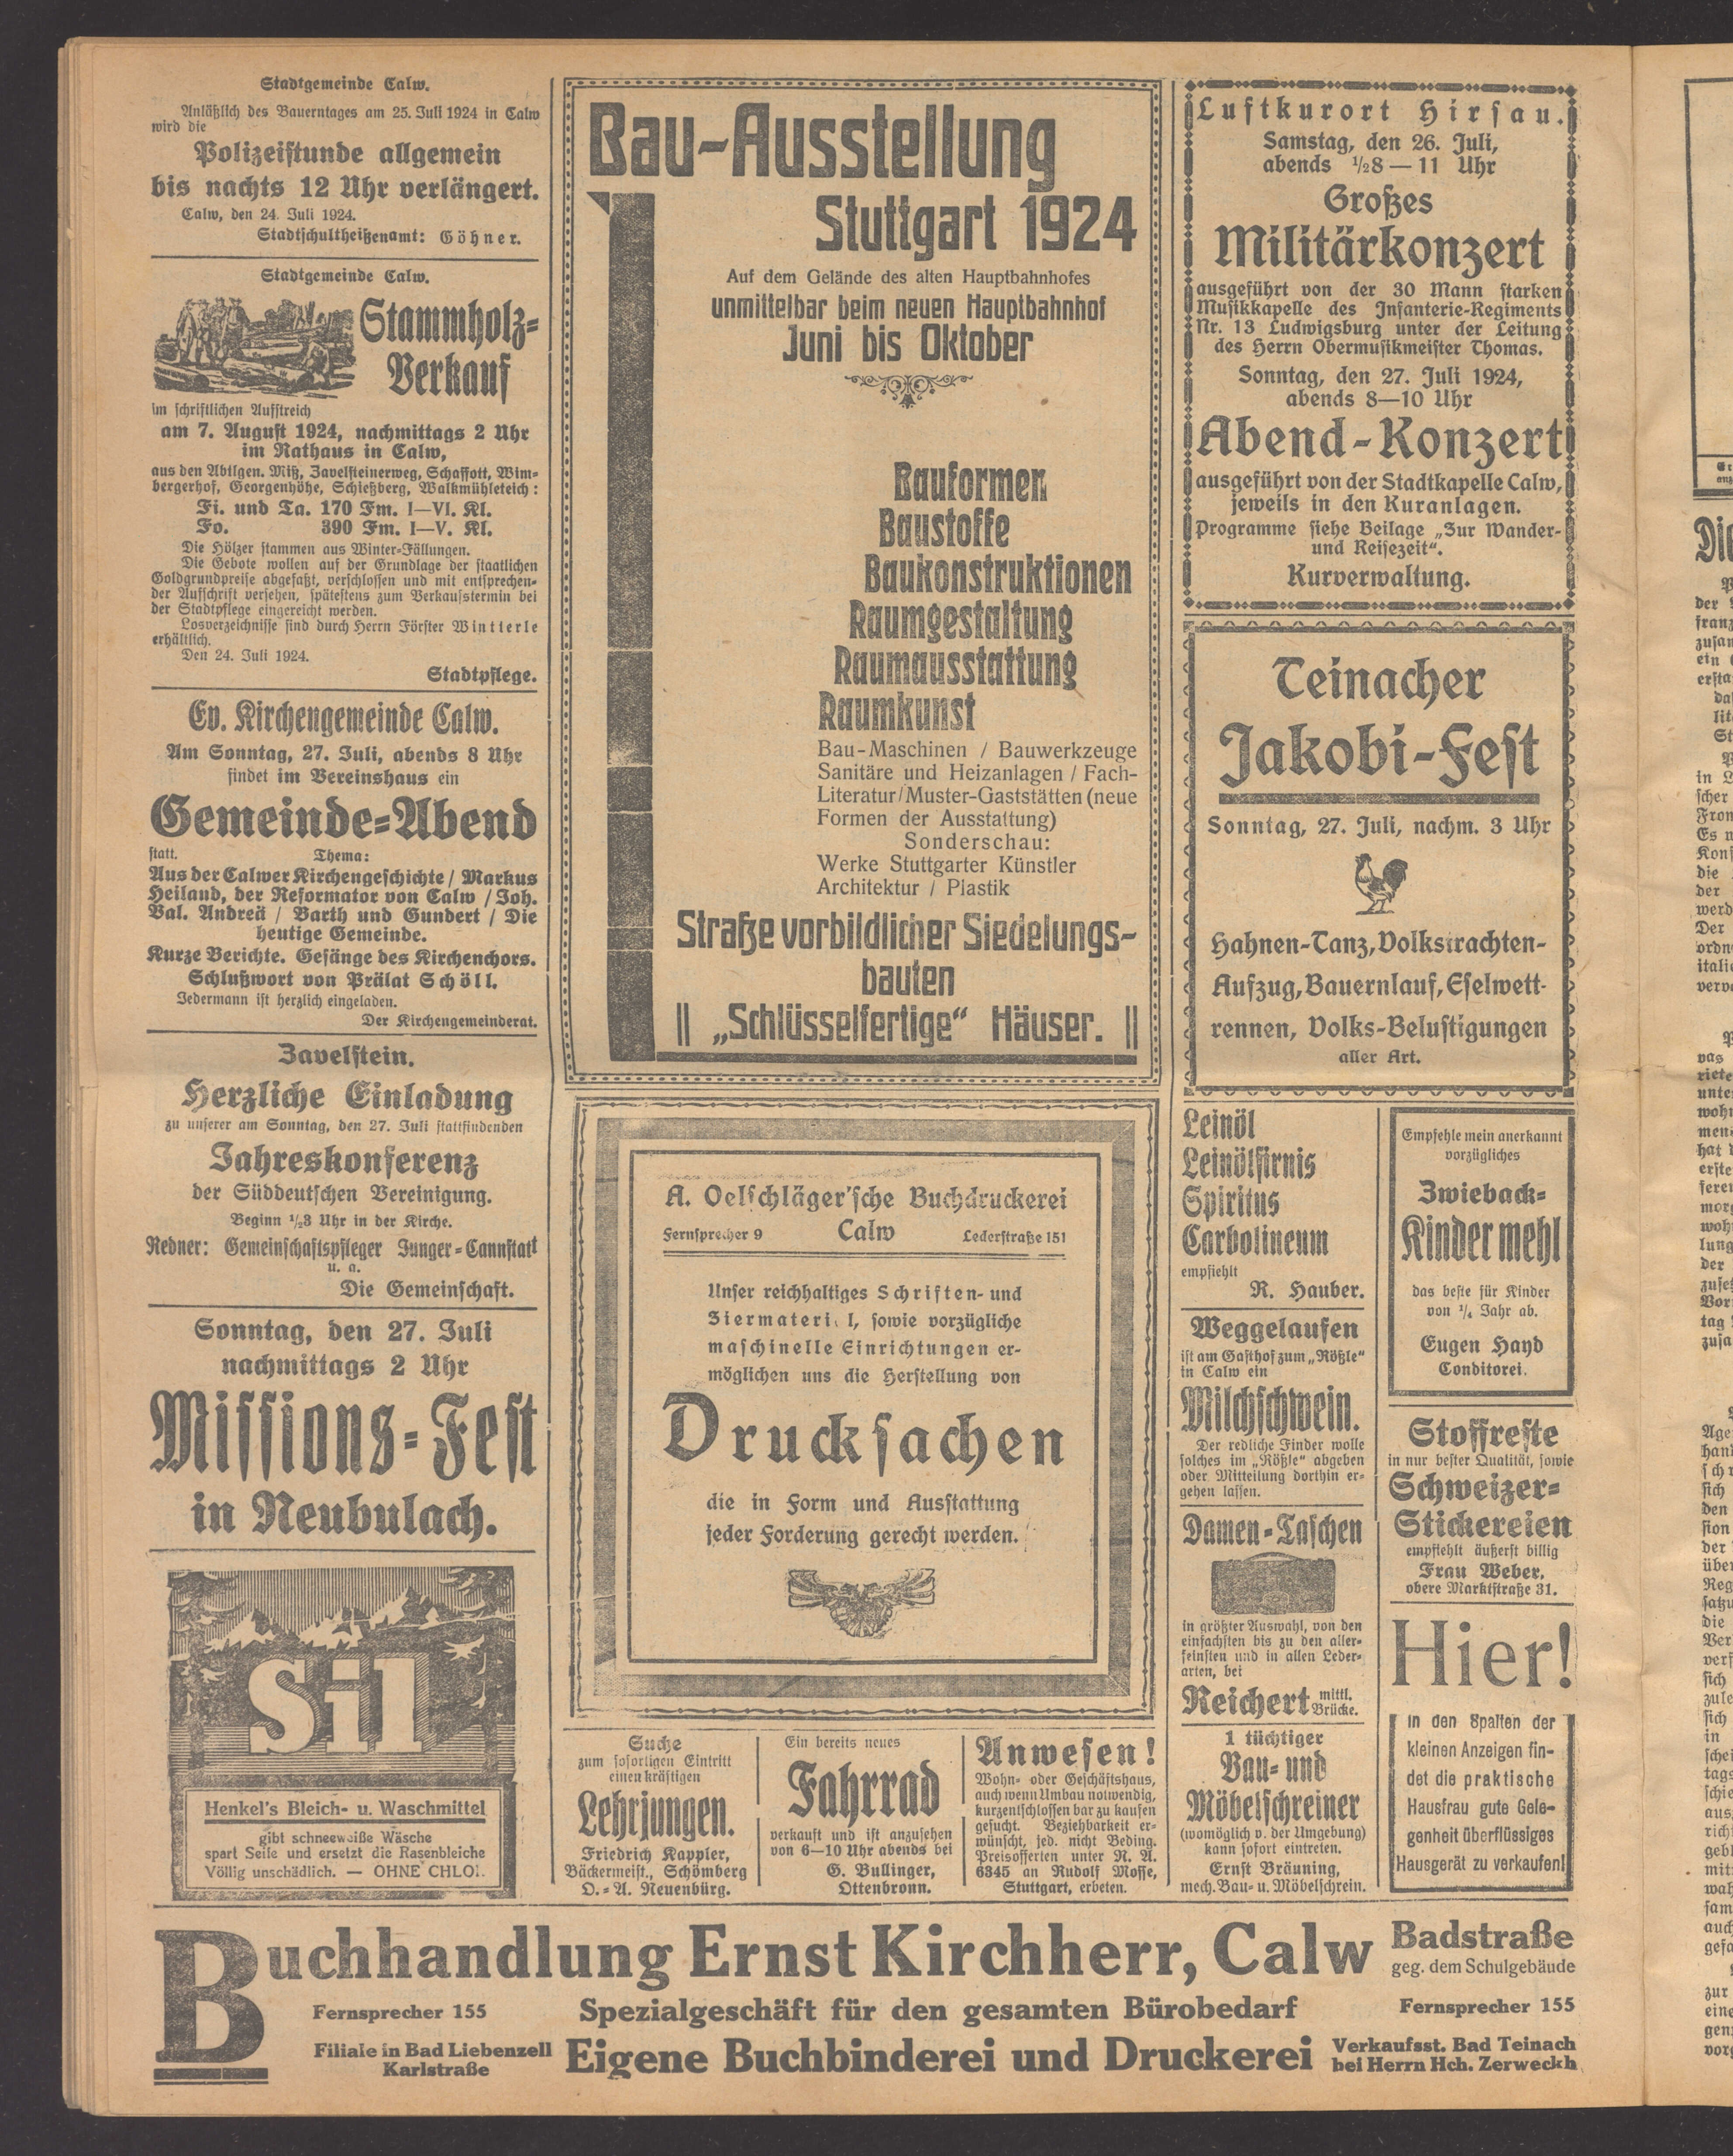 Stadtgemeinde Calw.
Anläßlich des Bauerntages am 25. Juli 1924 in Calw
wird die
Polizeistunde allgemein
bis nachts 12 Uhr verlängert.
Calw, den 24. Juli 1924.
Stadtschultheißenamt: Göhner.
Stadtgemeinde Calw.
Stammholz-
Verkauf
im schriftlichen Aufstreich
am 7. August 1924, nachmittags 2 Uhr
im Rathaus in Calw,
aus den Abtlgen. Miß, Zavelsteinerweg, Schaffott, Wim-
bergerhof, Georgenhöhe, Schießberg, Walkmühleteich:
Fi. und Ta. 170 Fm. I—VI. Kl.
Fo. 390 Fm. I—V. Kl.
Die Hölzer stammen aus Winter-Fällungen.
Die Gebote wollen auf der Grundlage der staatlichen
Goldgrundpreise abgefaßt, verschlossen und mit entsprechen-
der Aufschrift versehen, spätestens zum Verkaufstermin bei
der Stadtpflege eingereicht werden.
Losverzeichnisse sind durch Herrn Förster Wintterle
erhältlich.
Den 24. Juli 1924.
Stadtpflege.
Ev. Kirchengemeinde Calw.
Am Sonntag, 27. Juli, abends 8 Uhr
findet im Vereinshaus ein
Gemeinde-Abend
statt. Thema:
Aus der Calwer Kirchengeschichte / Markus
Heiland, der Reformator von Calw / Joh.
Val. Andreä / Barth und Gundert / Die
heutige Gemeinde.
Kurze Berichte. Gesänge des Kirchenchors.
Schlußwort von Prälat Schöll.
Jedermann ist herzlich eingeladen.
Der Kirchengemeinderat.
Zavelstein.
Herzliche Einladung
zu unserer am Sonntag, den 27. Juli stattfindenden
Jahreskonferenz
der Süddeutschen Vereinigung.
Beginn ½3 Uhr in der Kirche.
Redner: Gemeinschaftspfleger Junger-Cannstatt
u. a.
Die Gemeinschaft.
Sonntag, den 27. Juli
nachmittags 2 Uhr
Missions-Fest
in Neubulach.
Sil
Henkel's Bleich- u. Waschmittel
gibt schneeweiße Wäsche
spart Seife und ersetzt die Rasenbleiche
Völlig unschädlich. — OHNE
Bau-Ausstellung
Stuttgart 1924
Auf dem Gelände des alten Hauptbahnhofes
unmittelbar beim neuen Hauptbahnhof
Juni bis Oktober
Bauformen
Baustoffe
Baukonstruktionen
Raumgestaltung
Raumausstattung
Raumkunst
Bau-Maschinen / Bauwerkzeuge
Sanitäre und Heizanlagen / Fach-
Literatur / Muster-Gaststätten (neue
Formen der Ausstattung)
Sonderschau:
Werke Stuttgarter Künstler
Architektur / Plastik
Straße vorbildlicher Siedelungs-
bauten
„Schlüsselfertige“ Häuser.
A. Oelschläger'sche Buchdruckerei
Fernsprecher 9 Calw Lederstraße 151
Unser reichhaltiges Schriften- und
Ziermaterial, sowie vorzügliche
maschinelle Einrichtungen er-
möglichen uns die Herstellung von
Drucksachen
die in Form und Ausstattung
jeder Forderung gerecht werden.
Suche
zum sofortigen Eintritt
einen kräftigen
Lehrjungen.
Friedrich Kappler,
Bäckermeist., Schömberg
O.-A. Neuenbürg.
Ein bereits neues
Fahrrad
verkauft und ist anzusehen
von 6—10 Uhr abends bei
G. Bullinger,
Ottenbronn.
Anwesen!
Wohn- oder Geschäftshaus,
auch wenn Umbau notwendig,
kurzentschlossen bar zu kaufen
gesucht. Beziehbarkeit er-
wünscht, jed. nicht Beding.
Preisofferten unter N. A.
6345 an Rudolf Mosse,
Stuttgart, erbeten.
Luftkurort Hirsau.
Samstag, den 26. Juli,
abends ½8—11 Uhr
Großes
Militärkonzert
ausgeführt von der 30 Mann starken
Musikkapelle des Infanterie-Regiments
Nr. 13 Ludwigsburg unter der Leitung
des Herrn Obermusikmeister Thomas.
Sonntag, den 27. Juli 1924,
abends 8—10 Uhr
Abend-Konzert
ausgeführt von der Stadtkapelle Calw,
jeweils in den Kuranlagen.
Programme siehe Beilage „Zur Wander-
und Reisezeit“.
Kurverwaltung.
Teinacher
Jakobi-Fest
Sonntag, 27. Juli, nachm. 3 Uhr
Hahnen-Tanz, Volkstrachten-
Aufzug, Bauernlauf, Eselwett-
rennen, Volks-Belustigungen
aller Art.
Leinöl
Leinölfirnis
Spiritus
Carbolineum
empfiehlt
R. Hauber.
Weggelaufen
ist am Gasthof zum „Rößle“
in Calw ein
Milchschwein.
Der redliche Finder wolle
solches im „Rößle“ abgeben
oder Mitteilung dorthin er-
gehen lassen.
Damen-Taschen
in größter Auswahl, von den
einfachsten bis zu den aller-
feinsten und in allen Leder-
arten, bei
Reichert mittl.
Brücke.
1 tüchtiger
Bau- und
Möbelschreiner
(womöglich v. der Umgebung)
kann sofort eintreten.
Ernst Bräuning,
mech. Bau- u. Möbelschrein.
Empfehle mein anerkannt
vorzügliches
Zwieback-
Kindermehl
das beste für Kinder
von ¼ Jahr ab.
Eugen Hayd
Conditorei.
Stoffreste
in nur bester Qualität, sowie
Schweizer-
Stickereien
empfiehlt äußerst billig
Frau Weber,
obere Marktstraße 31.
Hier!
in den Spalten der
kleinen Anzeigen fin-
det die praktische
Hausfrau gute Gele-
genheit überflüssiges
Hausgerät zu verkaufen!
Buchhandlung Ernst Kirchherr, Calw
Badstraße
geg. dem Schulgebäude
Fernsprecher 155 Spezialgeschäft für den gesamten Bürobedarf Fernsprecher 155
Filiale in Bad Liebenzell
Karlstraße
Eigene Buchbinderei und Druckerei
Verkaufsst. Bad Teinach
bei Herrn Hch. Zerweckh